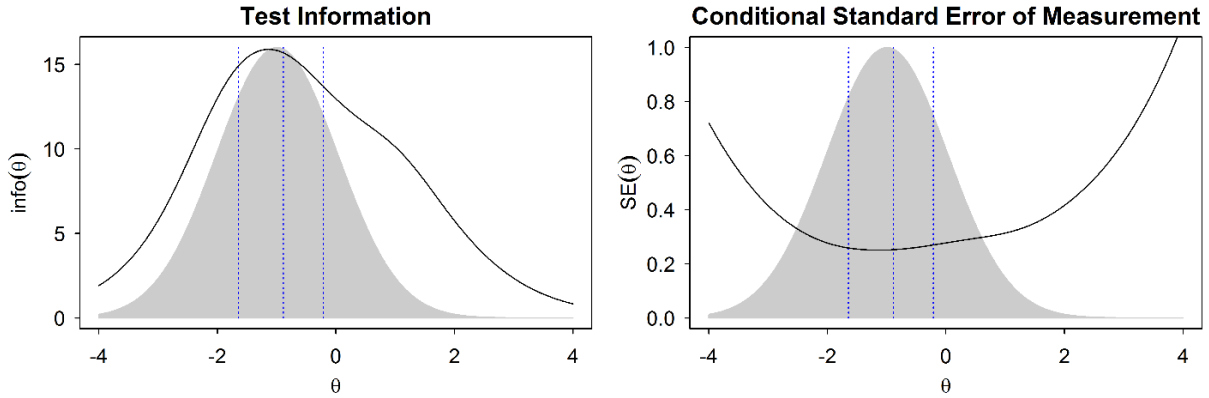 Test Information
info(θ)
15
10
5
0
-4 -2 0 2 4
θ
Conditional Standard Error of Measurement
SE(θ)
1.0
0.8
0.6
0.4
0.2
0.0
-4 -2 0 2 4
θ